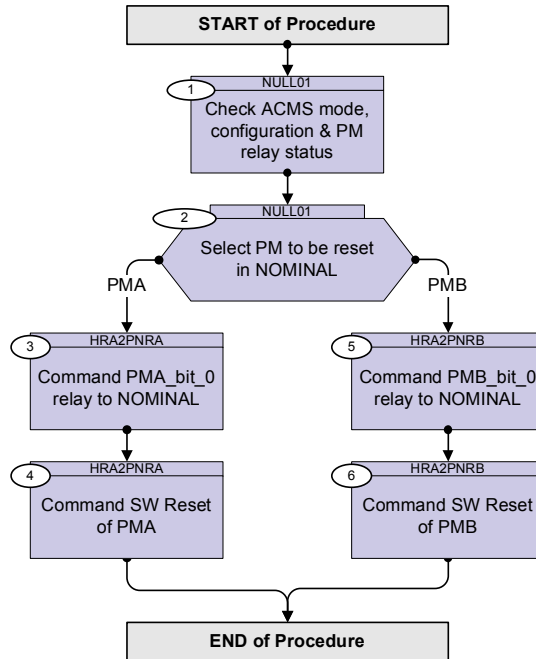 START of Procedure
NULL01
1
Check ACMS mode,
configuration & PM
relay status
NULL01
2
Select PM to be reset
in NOMINAL
PMA
PMB
HRA2PNRA
3
Command PMA_bit_0
relay to NOMINAL
HRA2PNRB
5
Command PMB_bit_0
relay to NOMINAL
HRA2PNRA
4
Command SW Reset
of PMA
HRA2PNRB
6
Command SW Reset
of PMB
END of Procedure